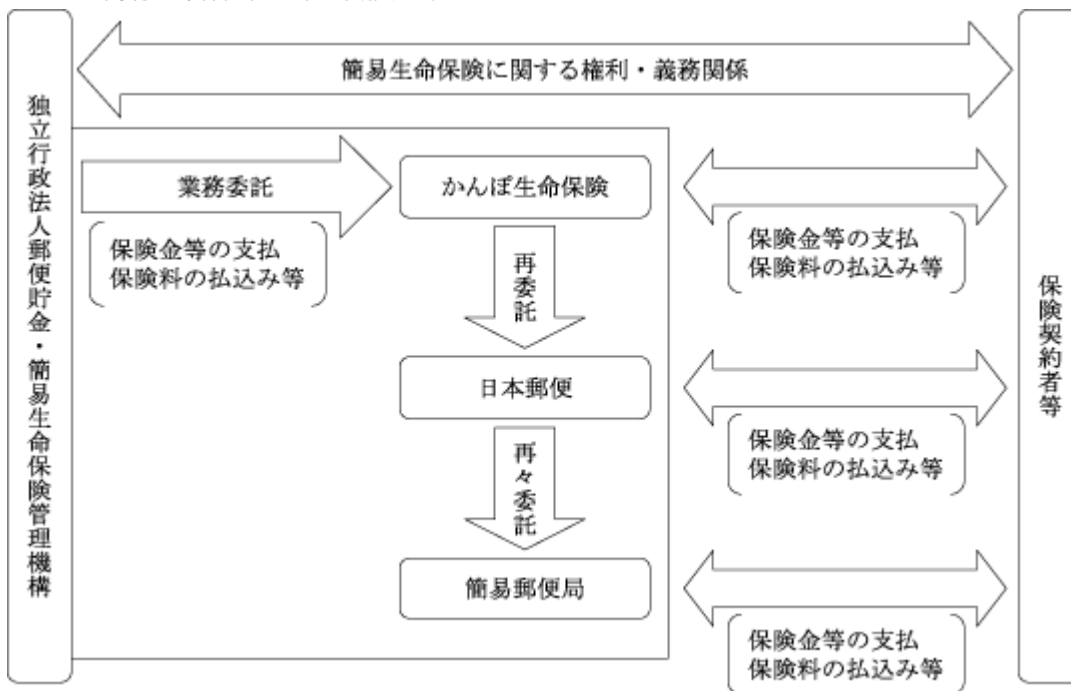 簡易生命保険に関する権利・義務関係
独立行政法人郵便貯金・簡易生命保険管理機構
業務委託
保険金等の支払
保険料の払込み等
かんぽ生命保険
保険金等の支払
保険料の払込み等
再委託
日本郵便
保険金等の支払
保険料の払込み等
再々委託
簡易郵便局
保険金等の支払
保険料の払込み等
保険契約者等